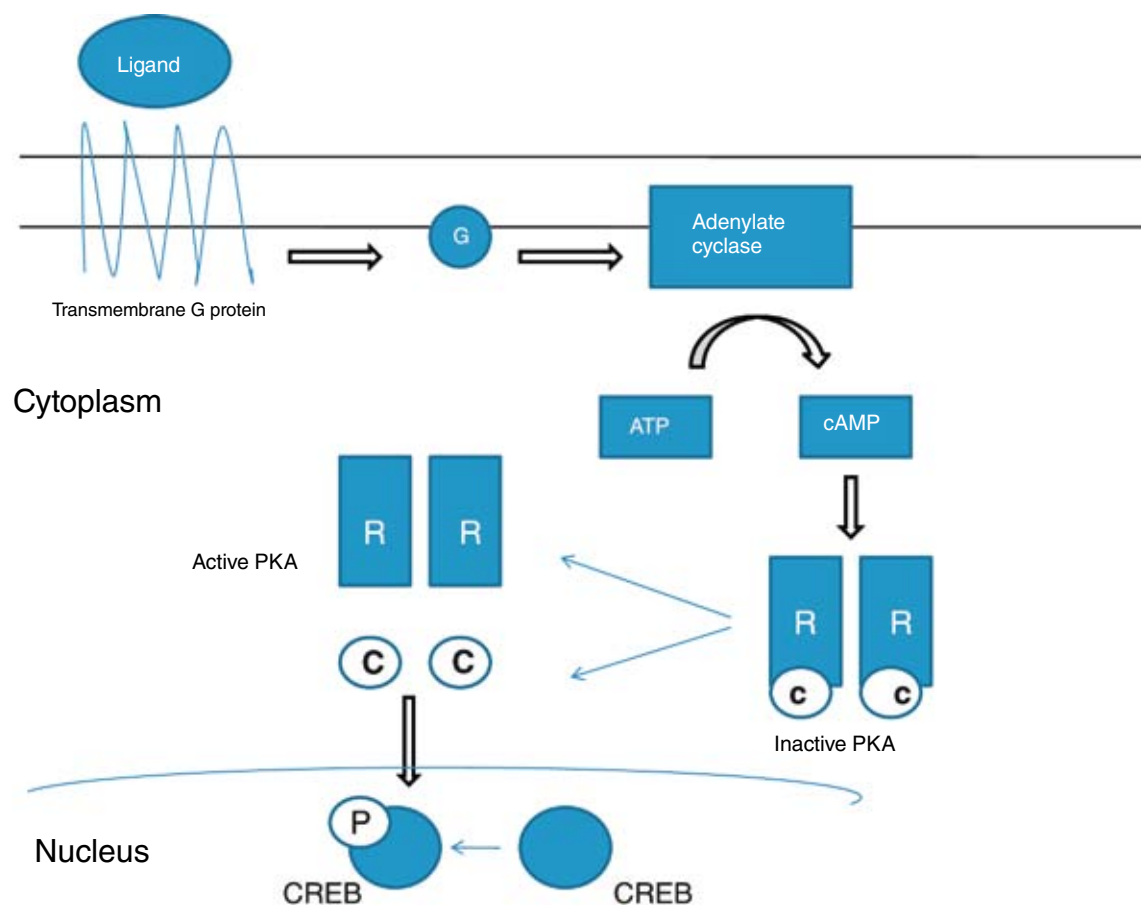 Ligand
G
Adenylate
cyclase
Transmembrane G protein
Cytoplasm
ATP
cAMP
R
R
Active PKA
R
R
C
C
c
c
Inactive PKA
P
Nucleus
CREB
CREB